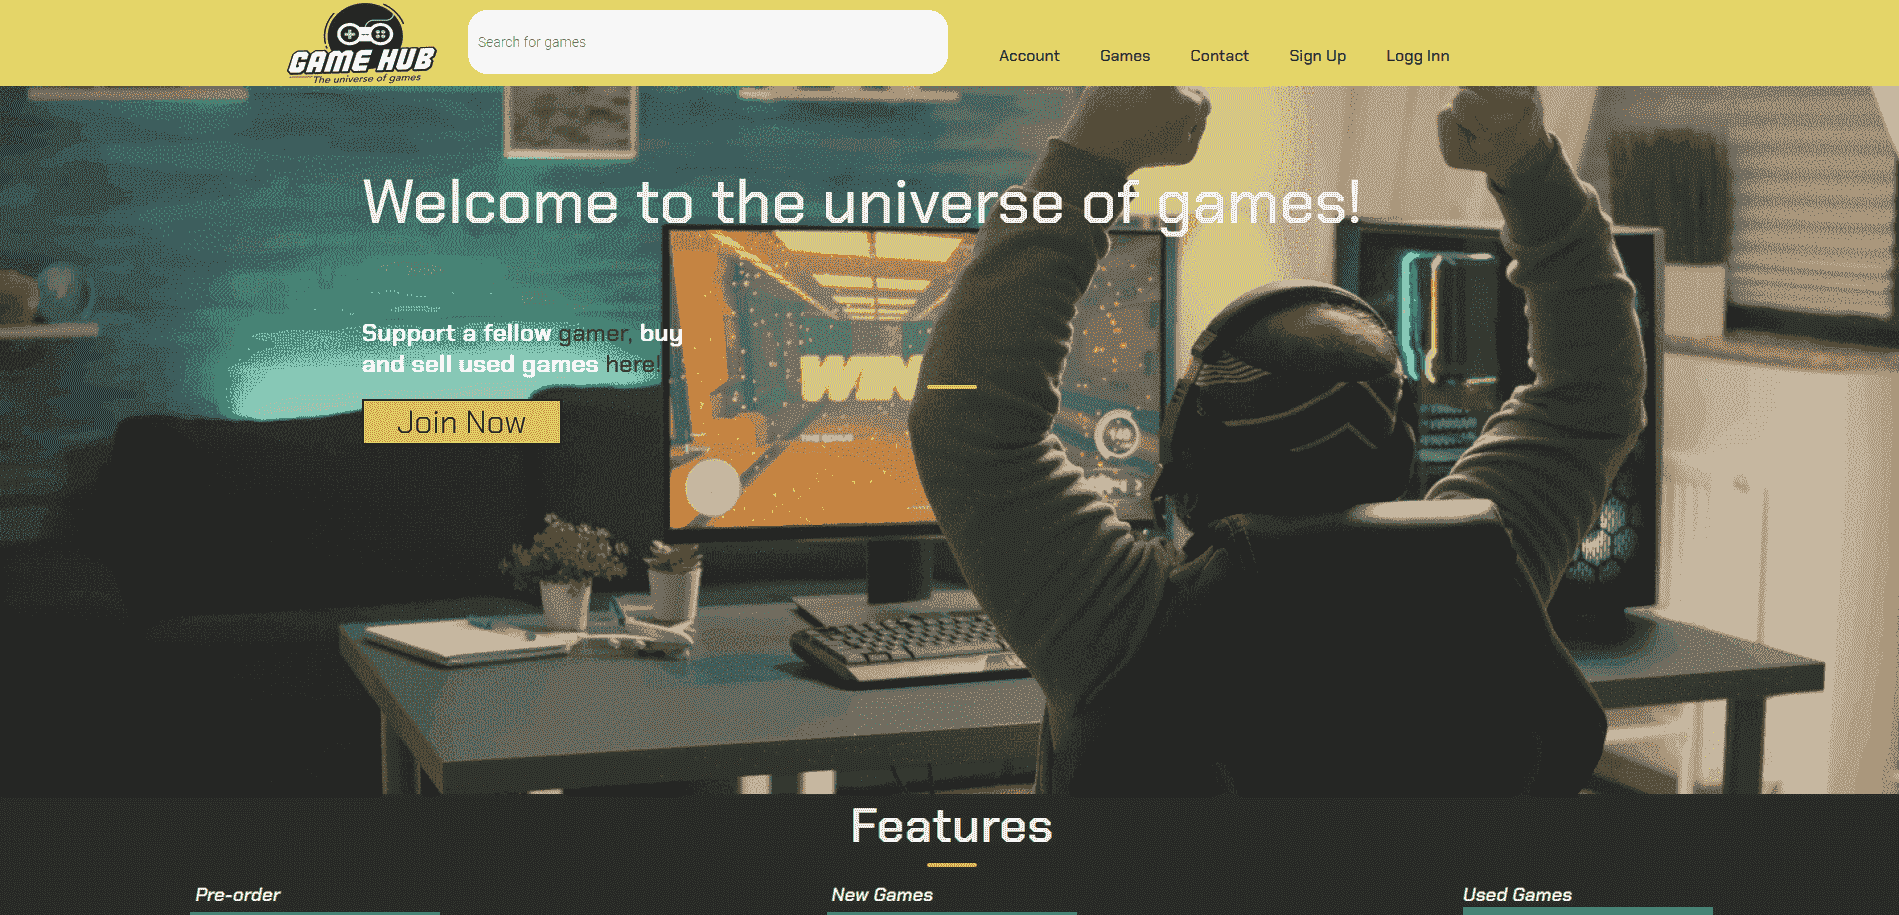 GAME HUB
The universe of games
Search for games
Account
Games
Contact
Sign Up
Logg Inn
Welcome to the universe of games!
Support a fellow gamer, buy
and sell used games here!
Join Now
Features
Pre-order
New Games
Used Games